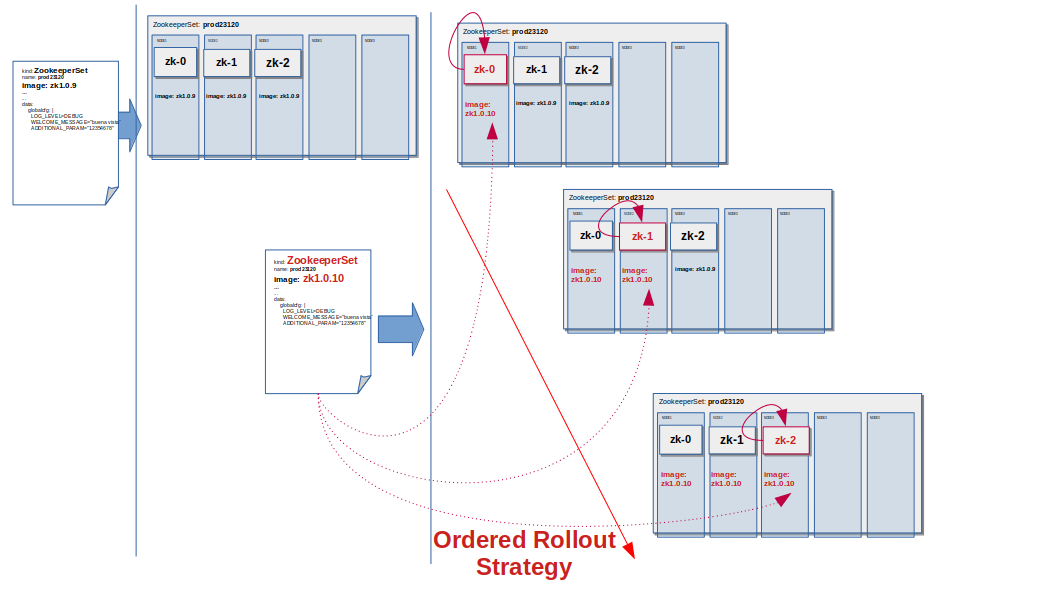 kind: ZookeeperSet
name: prod23120
image: zk1.0.9
...
...
data:
globalcfg: {
LOG_LEVEL=DEBUG
WELCOME_MESSAGE="buena vista"
ADDITIONAL_PARAM="12354678"
ZookeeperSet: prod23120
zk-0
zk-1
zk-2
image: zk1.0.9
image: zk1.0.9
image: zk1.0.9
kind: ZookeeperSet
name: prod23120
image: zk1.0.10
...
...
data:
globalcfg: {
LOG_LEVEL=DEBUG
WELCOME_MESSAGE="buena vista"
ADDITIONAL_PARAM="12354678"
ZookeeperSet: prod23120
zk-0
zk-1
zk-2
image:
zk1.0.10
image: zk1.0.9
image: zk1.0.9
ZookeeperSet: prod23120
zk-0
zk-1
zk-2
image:
zk1.0.10
image:
zk1.0.10
image: zk1.0.9
ZookeeperSet: prod23120
zk-0
zk-1
zk-2
image:
zk1.0.10
image:
zk1.0.10
image:
zk1.0.10
Ordered Rollout
Strategy